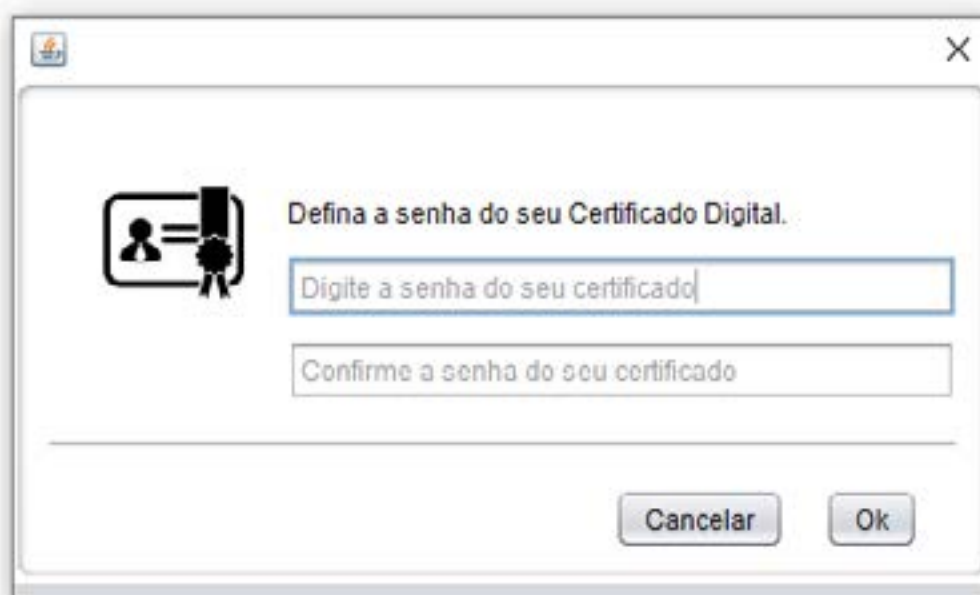 Defina a senha do seu Certificado Digital.
Digite a senha do seu certificado
Confirme a senha do seu certificado
Cancelar
Ok